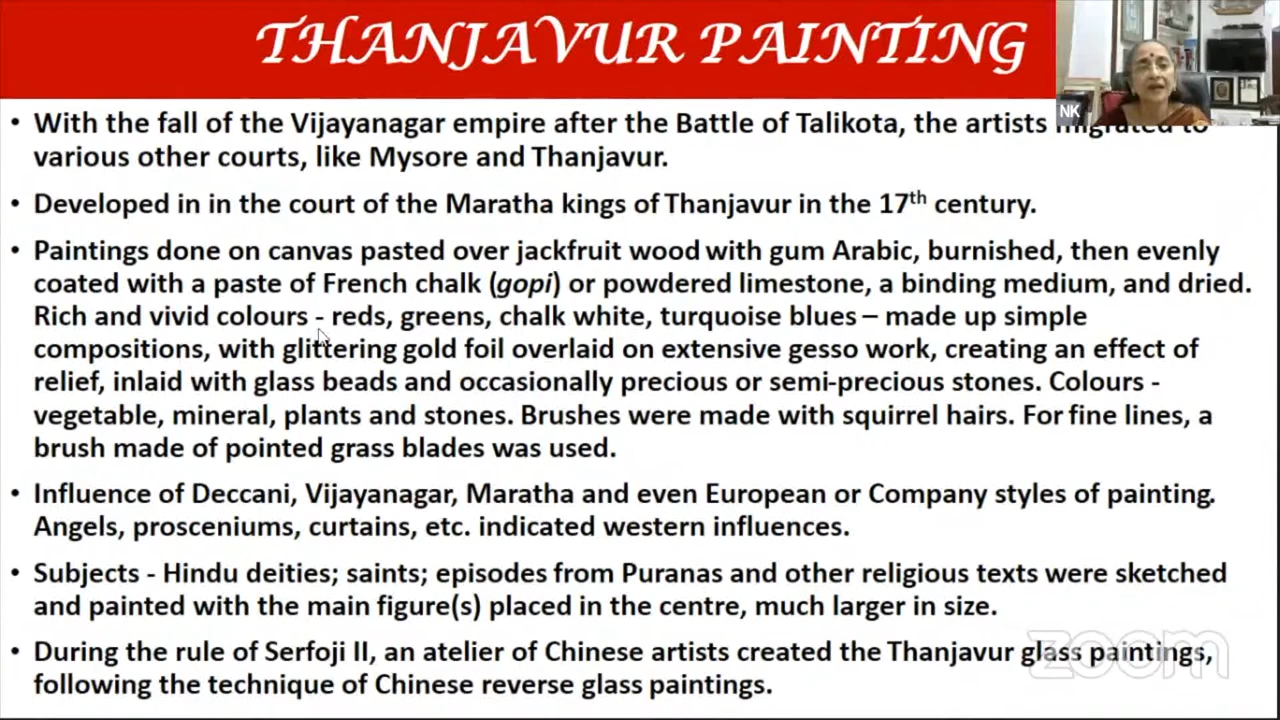 THANJAVUR PAINTING
NK
• With the fall of the Vijayanagar empire after the Battle of Talikota, the artists migrated to
various other courts, like Mysore and Thanjavur.
• Developed in in the court of the Maratha kings of Thanjavur in the 17th century.
• Paintings done on canvas pasted over jackfruit wood with gum Arabic, burnished, then evenly
coated with a paste of French chalk (gopi) or powdered limestone, a binding medium, and dried.
Rich and vivid colours - reds, greens, chalk white, turquoise blues – made up simple
compositions, with glittering gold foil overlaid on extensive gesso work, creating an effect of
relief, inlaid with glass beads and occasionally precious or semi-precious stones. Colours -
vegetable, mineral, plants and stones. Brushes were made with squirrel hairs. For fine lines, a
brush made of pointed grass blades was used.
• Influence of Deccani, Vijayanagar, Maratha and even European or Company styles of painting.
Angels, prosceniums, curtains, etc. indicated western influences.
• Subjects - Hindu deities; saints; episodes from Puranas and other religious texts were sketched
and painted with the main figure(s) placed in the centre, much larger in size.
• During the rule of Serfoji II, an atelier of Chinese artists created the Thanjavur glass paintings,
following the technique of Chinese reverse glass paintings.
zoom